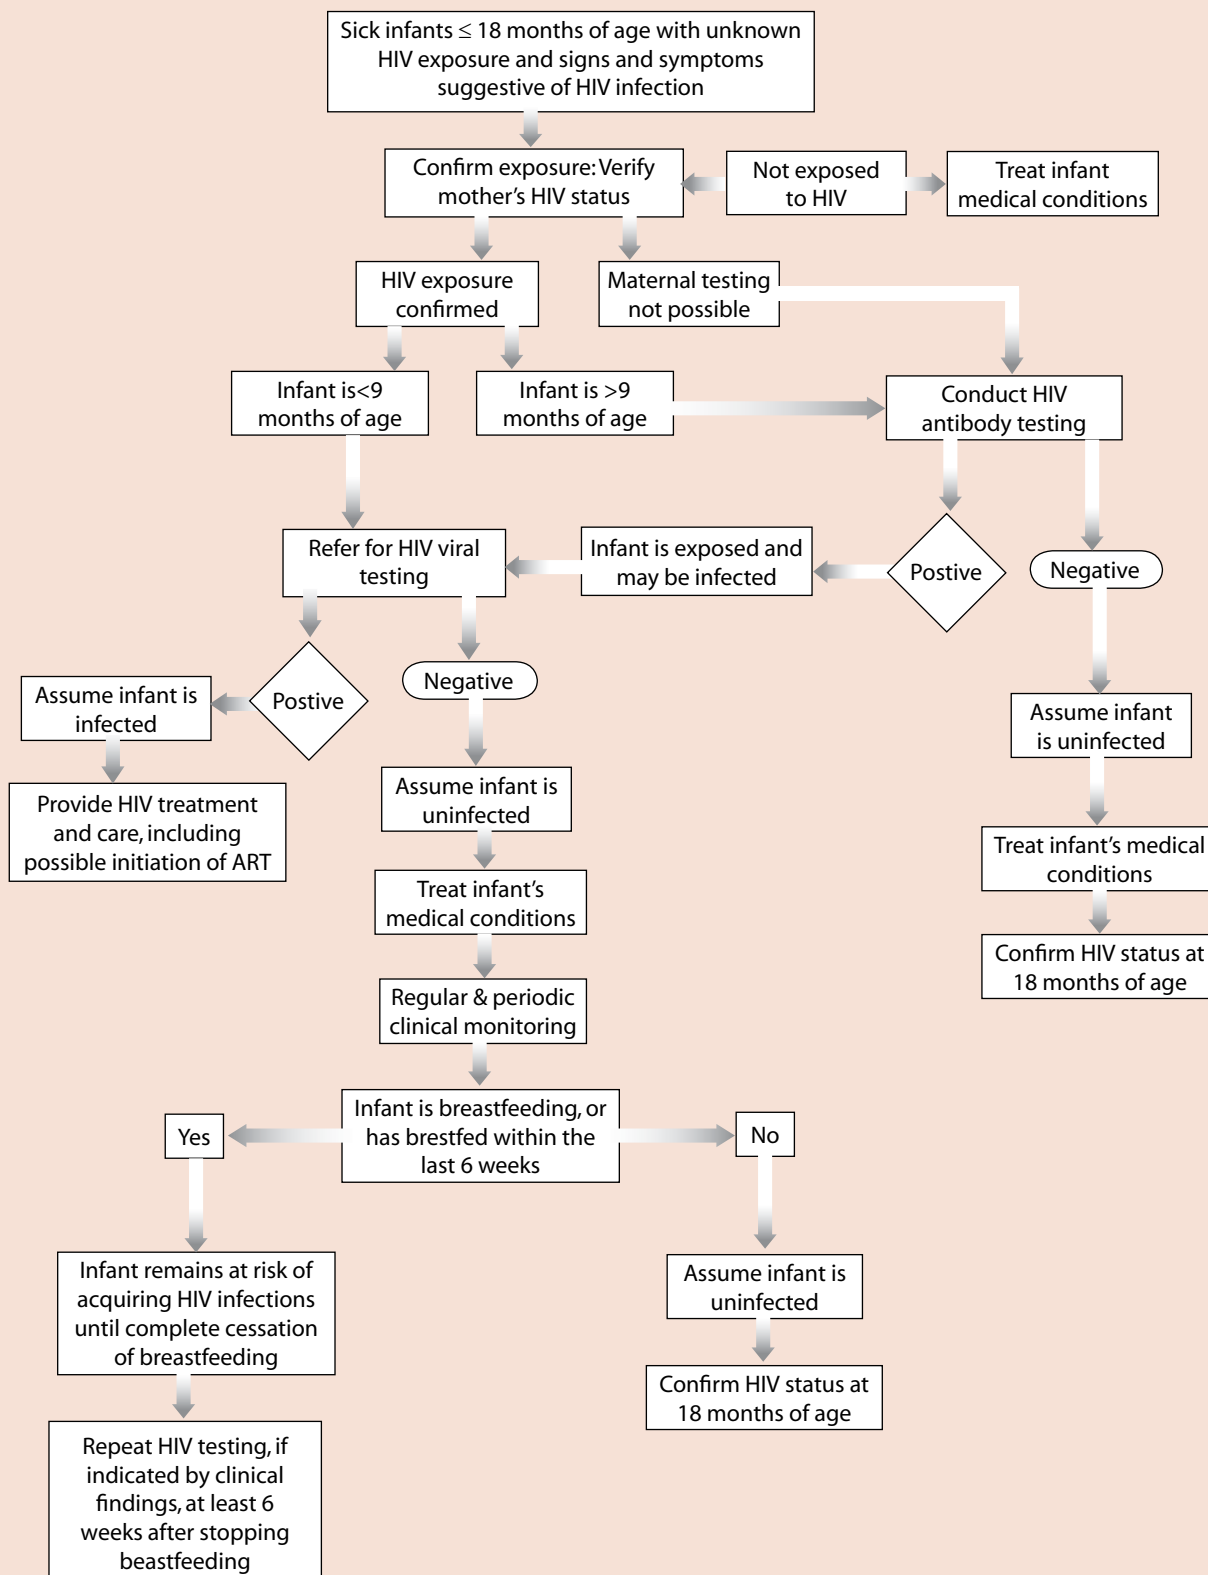 Sick infants ≤ 18 months of age with unknown
HIV exposure and signs and symptoms
suggestive of HIV infection
Confirm exposure: Verify
mother's HIV status
Not exposed
to HIV
Treat infant
medical conditions
HIV exposure
confirmed
Maternal testing
not possible
Infant is<9
months of age
Infant is >9
months of age
Conduct HIV
antibody testing
Refer for HIV viral
testing
Infant is exposed and
may be infected
Postive
Negative
Assume infant is
infected
Postive
Negative
Assume infant
is uninfected
Provide HIV treatment
and care, including
possible initiation of ART
Assume infant is
uninfected
Treat infant's medical
conditions
Treat infant's
medical conditions
Confirm HIV status at
18 months of age
Regular & periodic
clinical monitoring
Yes
Infant is breastfeeding, or
has brestfed within the
last 6 weeks
No
Infant remains at risk of
acquiring HIV infections
until complete cessation
of breastfeeding
Assume infant is
uninfected
Confirm HIV status at
18 months of age
Repeat HIV testing, if
indicated by clinical
findings, at least 6
weeks after stopping
beastfeeding